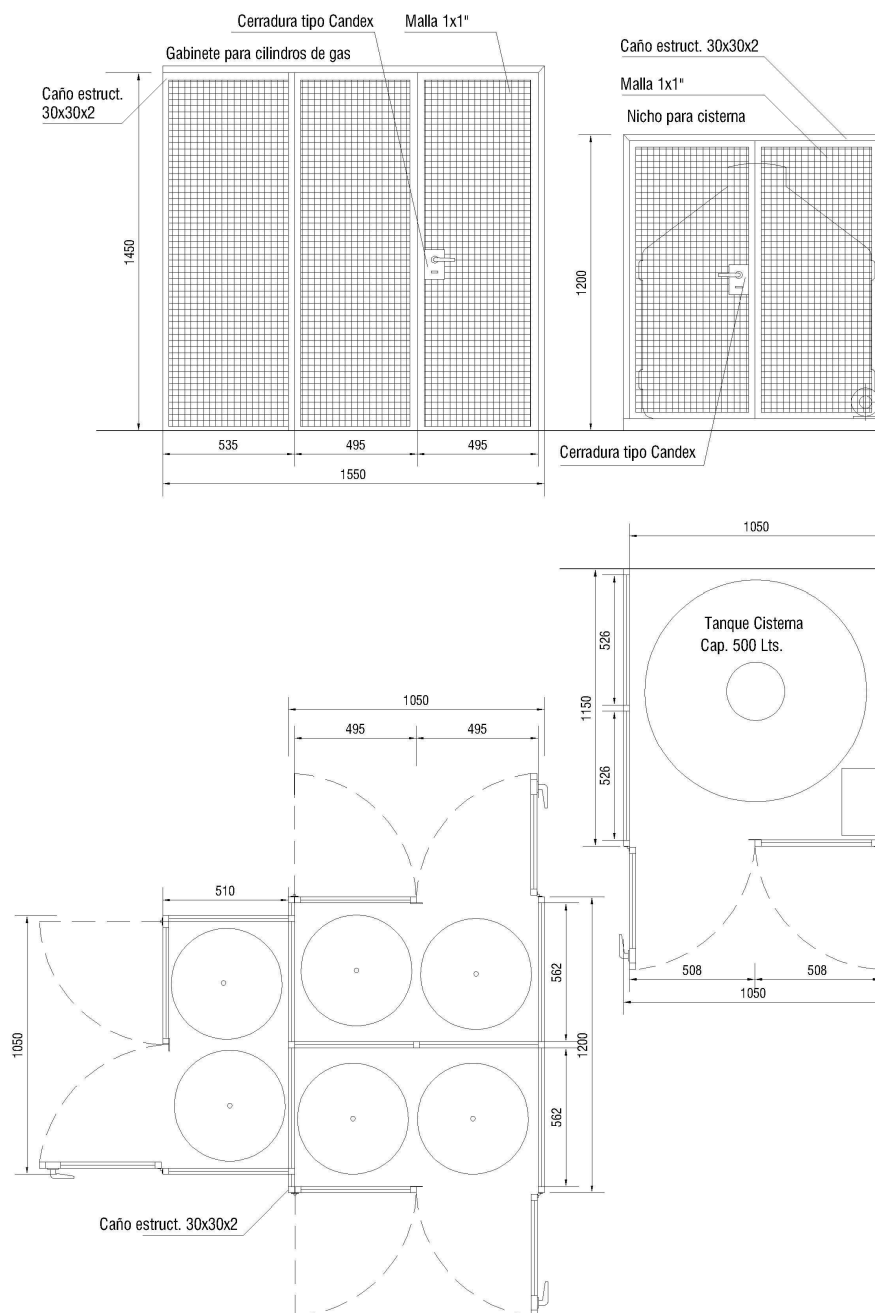 Cerradura tipo Candex
Malla 1x1"
Gabinete para cilindros de gas
Caño estruct.
30x30x2
1450
535
495
495
1550
Caño estruct. 30x30x2
Malla 1x1"
Nicho para cisterna
1200
Cerradura tipo Candex
1050
Tanque Cisterna
Cap. 500 Lts.
526
1150
526
508
508
1050
1050
495
495
510
1050
562
1200
562
Caño estruct. 30x30x2